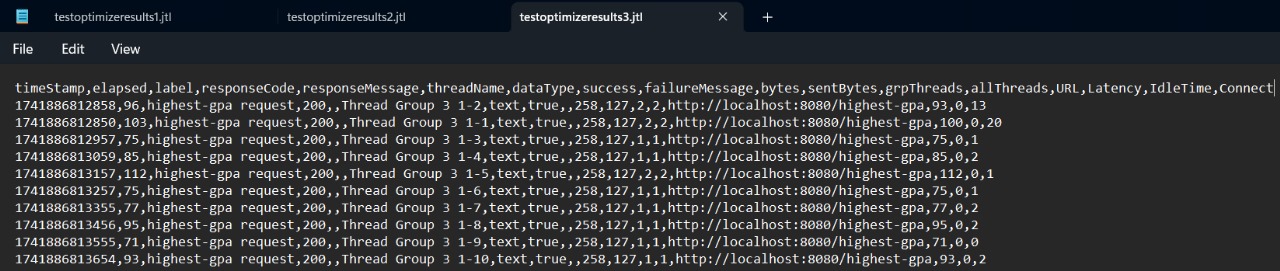 testoptimizeresults1.jtl testoptimizeresults2.jtl testoptimizeresults3.jtl
File Edit View
timeStamp,elapsed,label,responseCode,responseMessage,threadName,dataType,success,failureMessage,bytes,sentBytes,grpThreads,allThreads,URL,Latency,IdleTime,Connect
1741886812858,96,highest-gpa request,200,,Thread Group 3 1-2,text,true,,258,127,2,2,http://localhost:8080/highest-gpa,93,0,13
1741886812850,103,highest-gpa request,200,,Thread Group 3 1-1,text,true,,258,127,2,2,http://localhost:8080/highest-gpa,100,0,20
1741886812957,75,highest-gpa request,200,,Thread Group 3 1-3,text,true,,258,127,1,1,http://localhost:8080/highest-gpa,75,0,1
1741886813059,85,highest-gpa request,200,,Thread Group 3 1-4,text,true,,258,127,1,1,http://localhost:8080/highest-gpa,85,0,2
1741886813157,112,highest-gpa request,200,,Thread Group 3 1-5,text,true,,258,127,2,2,http://localhost:8080/highest-gpa,112,0,1
1741886813257,75,highest-gpa request,200,,Thread Group 3 1-6,text,true,,258,127,1,1,http://localhost:8080/highest-gpa,75,0,1
1741886813355,77,highest-gpa request,200,,Thread Group 3 1-7,text,true,,258,127,1,1,http://localhost:8080/highest-gpa,77,0,2
1741886813456,95,highest-gpa request,200,,Thread Group 3 1-8,text,true,,258,127,1,1,http://localhost:8080/highest-gpa,95,0,2
1741886813555,71,highest-gpa request,200,,Thread Group 3 1-9,text,true,,258,127,1,1,http://localhost:8080/highest-gpa,71,0,0
1741886813654,93,highest-gpa request,200,,Thread Group 3 1-10,text,true,,258,127,1,1,http://localhost:8080/highest-gpa,93,0,2